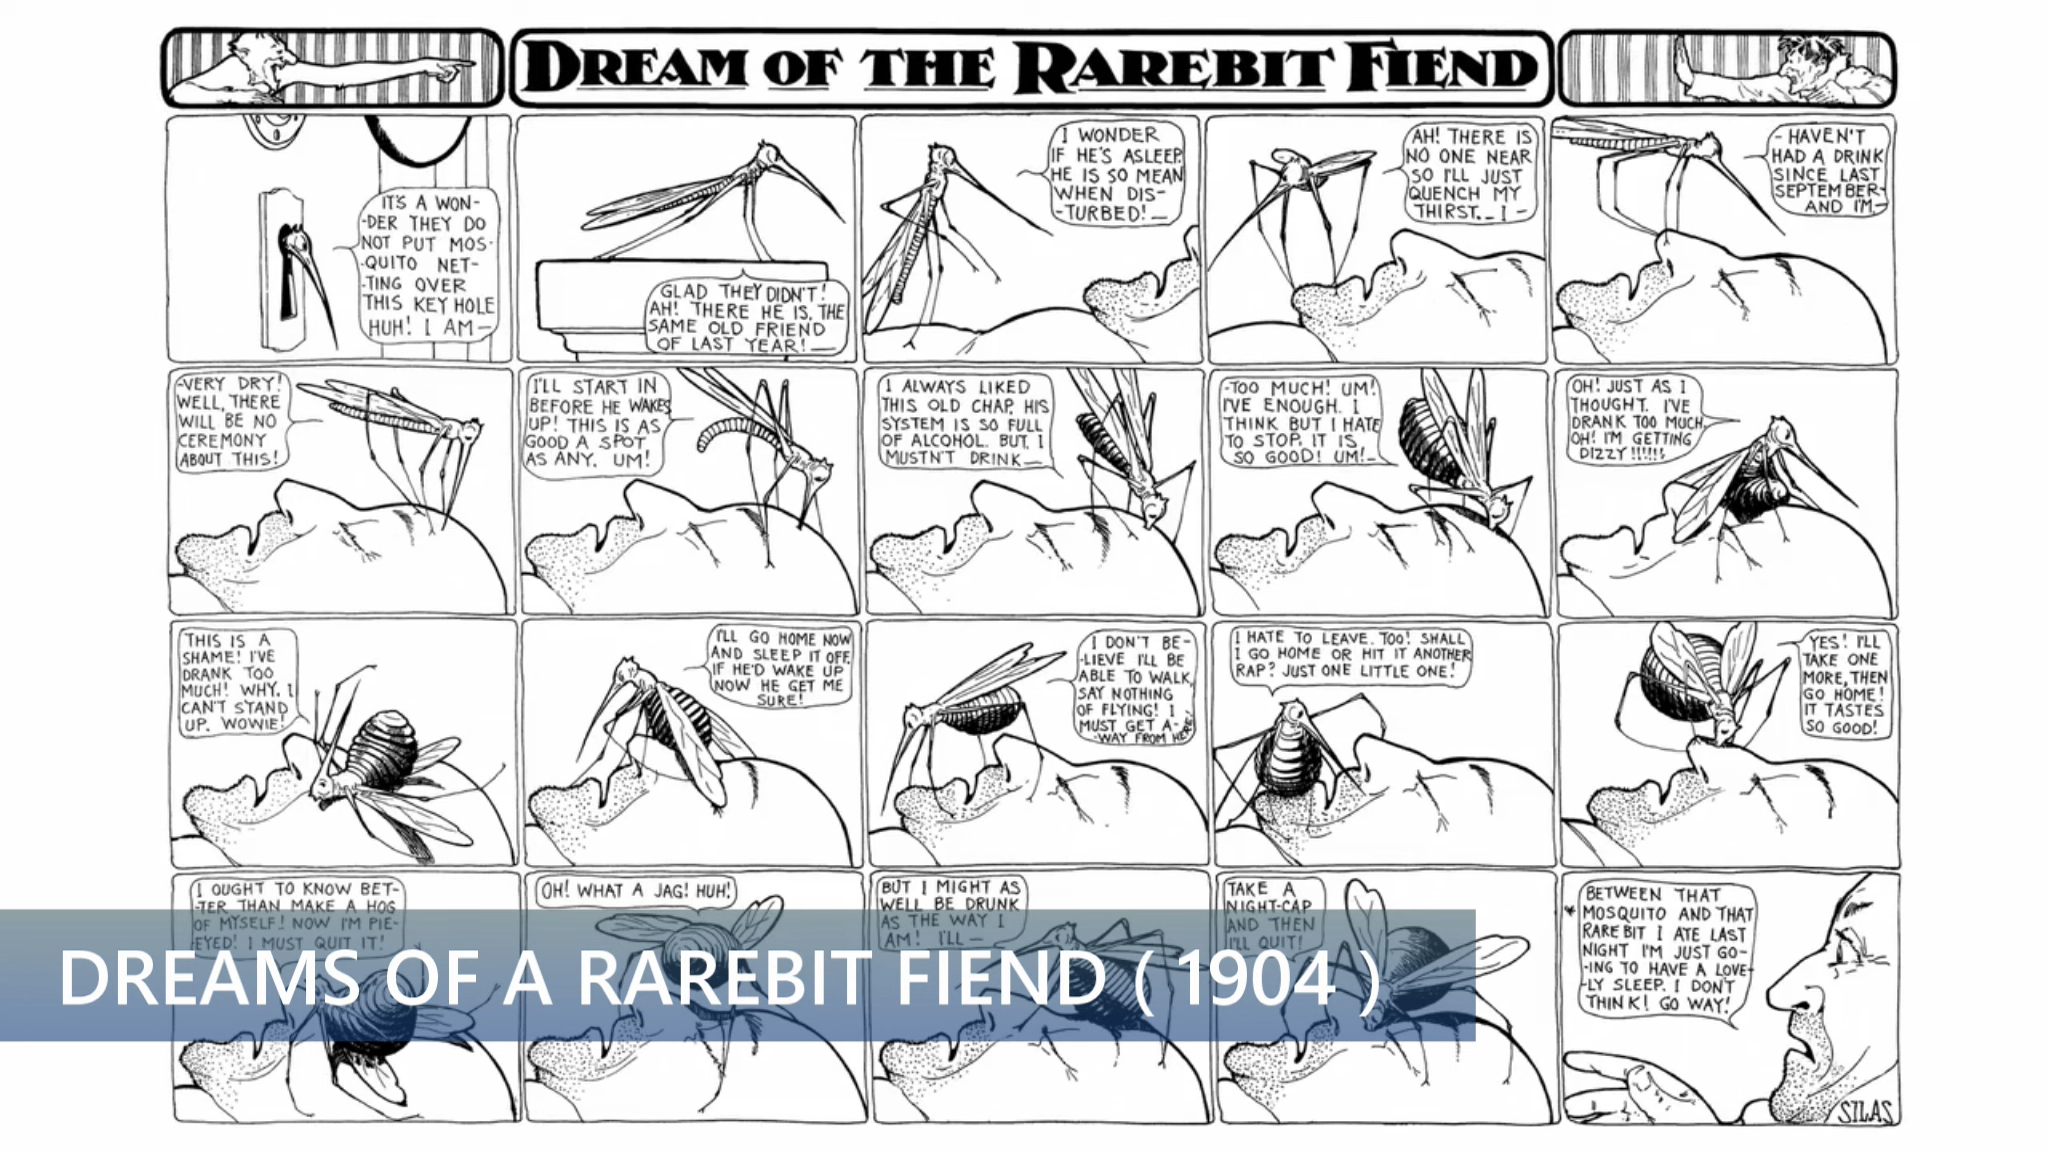 DREAM OF THE RAREBIT FIEND
IT'S A WON-
-DER THEY DO
NOT PUT MOS-
-QUITO NET-
-TING OVER
THIS KEY HOLE
HUH! I AM—
GLAD THEY DIDN'T!
AH! THERE HE IS, THE
SAME OLD FRIEND
OF LAST YEAR!—
I WONDER
IF HE'S ASLEEP.
HE IS SO MEAN
WHEN DIS-
-TURBED!—
AH! THERE IS
NO ONE NEAR
SO I'LL JUST
QUENCH MY
THIRST._ I -
- HAVEN'T
HAD A DRINK
SINCE LAST
SEPTEMBER-
AND I'M-
-VERY DRY!
WELL, THERE
WILL BE NO
CEREMONY
ABOUT THIS!
I'LL START IN
BEFORE HE WAKES
UP! THIS IS AS
GOOD A SPOT
AS ANY. UM!
I ALWAYS LIKED
THIS OLD CHAP, HIS
SYSTEM IS SO FULL
OF ALCOHOL. BUT, I
MUSTN'T DRINK—
-TOO MUCH! UM!
I'VE ENOUGH. I
THINK BUT I HATE
TO STOP. IT IS
SO GOOD! UM!-
OH! JUST AS I
THOUGHT. I'VE
DRANK TOO MUCH.
OH! I'M GETTING
DIZZY!!!!!!
THIS IS A
SHAME! I'VE
DRANK TOO
MUCH! WHY, I
CAN'T STAND
UP. WOWIE!
I'LL GO HOME NOW
AND SLEEP IT OFF.
IF HE'D WAKE UP
NOW HE GET ME
SURE!
I DON'T BE-
-LIEVE I'LL BE
ABLE TO WALK,
SAY NOTHING
OF FLYING! I
MUST GET A-
-WAY FROM HERE!
I HATE TO LEAVE. TOO! SHALL
I GO HOME OR HIT IT ANOTHER
RAP? JUST ONE LITTLE ONE!
YES! I'LL
TAKE ONE
MORE, THEN
GO HOME!
IT TASTES
SO GOOD!
I OUGHT TO KNOW BET-
-TER THAN MAKE A HOG
OF MYSELF! NOW I'M PIE-
EYED! I MUST QUIT IT!
OH! WHAT A JAG! HUH!
BUT I MIGHT AS
WELL BE DRUNK
AS THE WAY I
AM! I'LL —
TAKE A
NIGHT-CAP
AND THEN
I'LL QUIT!
BETWEEN THAT
MOSQUITO AND THAT
RAREBIT I ATE LAST
NIGHT I'M JUST GO-
-ING TO HAVE A LOVE-
-LY SLEEP. I DON'T
THINK! GO WAY!
SILAS
DREAMS OF A RAREBIT FIEND ( 1904 )